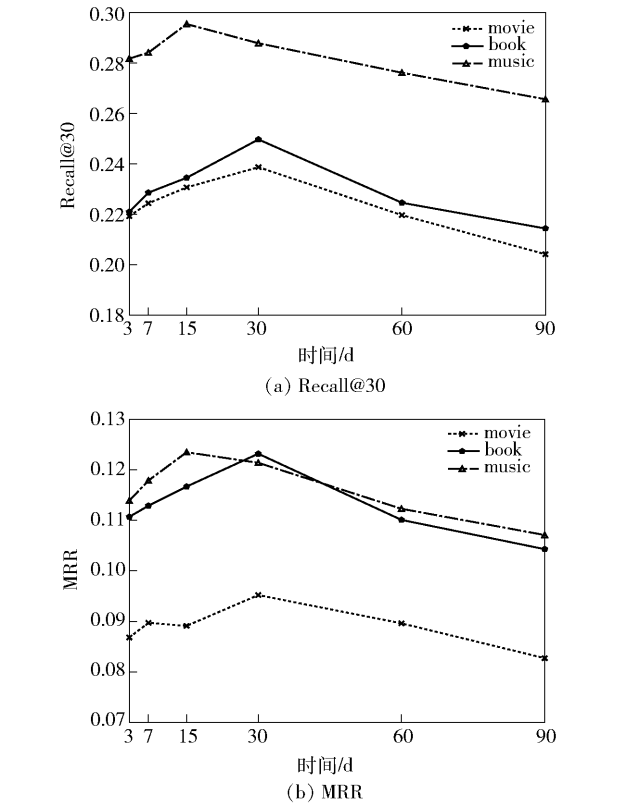 0.30
0.28
0.26
0.24
0.22
0.20
0.18
Recall@30
movie
book
music
3 7 15 30 60 90
时间/d
(a) Recall@30
0.13
0.12
0.11
0.10
0.09
0.08
0.07
MRR
movie
book
music
3 7 15 30 60 90
时间/d
(b) MRR